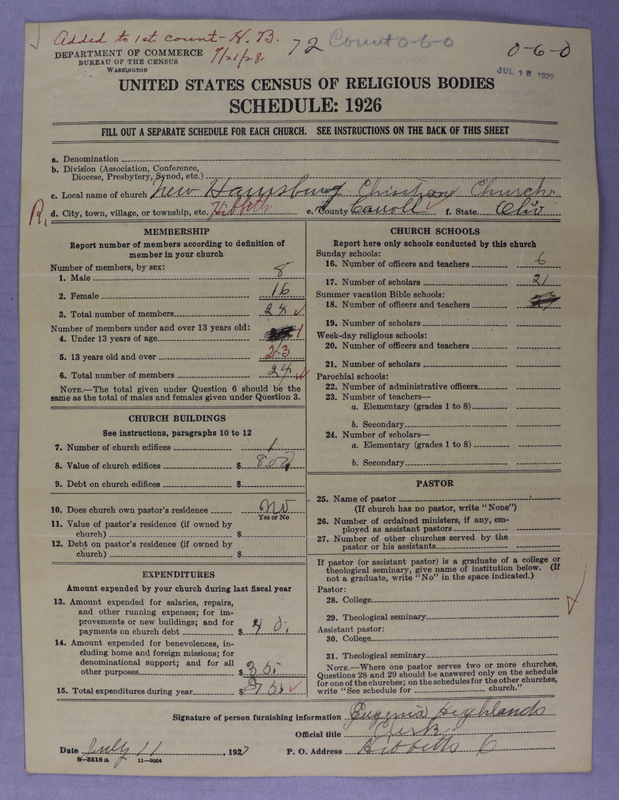 Added to 1st count - H. B.
7/21/28.
72 Count 0-6-0
0-6-0
DEPARTMENT OF COMMERCE
BUREAU OF THE CENSUS
WASHINGTON
JUL 18 1927
UNITED STATES CENSUS OF RELIGIOUS BODIES
SCHEDULE: 1926
FILL OUT A SEPARATE SCHEDULE FOR EACH CHURCH. SEE INSTRUCTIONS ON THE BACK OF THIS SHEET
a. Denomination
b. Division (Association, Conference, Diocese, Presbytery, Synod, etc.)
c. Local name of church New Harrisburg Christian Church
R. d. City, town, village, or township, etc. Hibbetts e. County Carroll f. State Ohio
MEMBERSHIP
Report number of members according to definition of
member in your church
Number of members, by sex:
1. Male 8
2. Female 16
3. Total number of members 24
Number of members under and over 13 years old:
4. Under 13 years of age 1
5. 13 years old and over 23
6. Total number of members 24
NOTE.—The total given under Question 6 should be
same as the total of males and females given under Question 3.
CHURCH BUILDINGS
See instructions, paragraphs 10 to 12
7. Number of church edifices 1
8. Value of church edifices $ 800
9. Debt on church edifices $
10. Does church own pastor's residence No
Yes or No
11. Value of pastor's residence (if owned by
church) $
12. Debt on pastor's residence (if owned by
church) $
EXPENDITURES
Amount expended by your church during last fiscal year
13. Amount expended for salaries, repairs,
and other running expenses; for im-
provements or new buildings; and for
payments on church debt $ 40.
14. Amount expended for benevolences, in-
cluding home and foreign missions; for
denominational support; and for all
other purposes $ 35.
15. Total expenditures during year $ 75.
CHURCH SCHOOLS
Report here only schools conducted by this church
Sunday schools:
16. Number of officers and teachers 6
17. Number of scholars 21
Summer vacation Bible schools:
18. Number of officers and teachers
19. Number of scholars
Week-day religious schools:
20. Number of officers and teachers
21. Number of scholars
Parochial schools:
22. Number of administrative officers
23. Number of teachers—
a. Elementary (grades 1 to 8)
b. Secondary
24. Number of scholars—
a. Elementary (grades 1 to 8)
b. Secondary
PASTOR
25. Name of pastor
(If church has no pastor, write "None")
26. Number of ordained ministers, if any, em-
ployed as assistant pastors
27. Number of other churches served by the
pastor or his assistants
If pastor (or assistant pastor) is a graduate of a college or
theological seminary, give name of institution below. (If
not a graduate, write "No" in the space indicated.)
Pastor:
28. College
29. Theological seminary
Assistant pastor:
30. College
31. Theological seminary
NOTE.—Where one pastor serves two or more churches,
Questions 28 and 29 should be answered only on the schedule
for one of the churches; on the schedules for the other churches,
write "See schedule for church."
Signature of person furnishing information Eugenia Highlands
Official title Clerk
Date July 11 1927 P. O. Address Hibbetts O
8-5518 a 11-9034